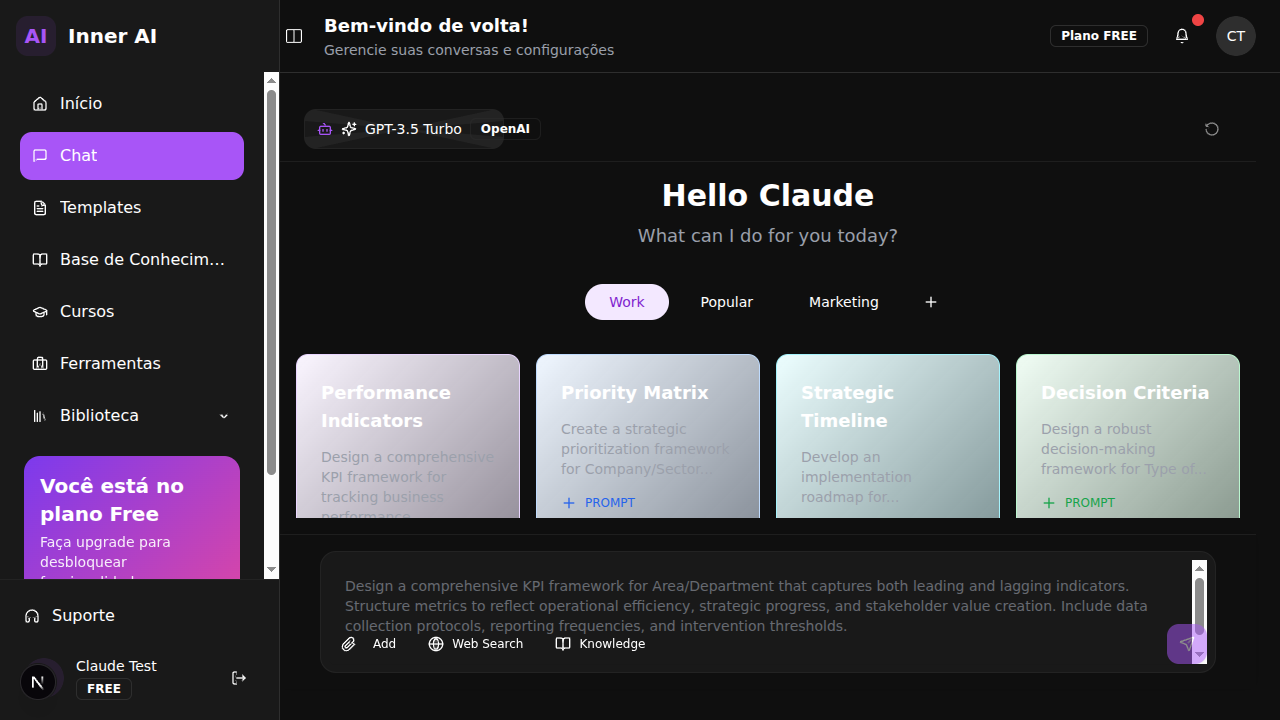 AI Inner AI
Início
Chat
Templates
Base de Conhecim...
Cursos
Ferramentas
Biblioteca
Você está no
plano Free
Faça upgrade para
desbloquear
Suporte
Claude Test
FREE
N
Bem-vindo de volta!
Gerencie suas conversas e configurações
Plano FREE
CT
GPT-3.5 Turbo OpenAI
Hello Claude
What can I do for you today?
Work Popular Marketing
Performance
Indicators
Design a comprehensive
KPI framework for
tracking business
performance
Priority Matrix
Create a strategic
prioritization framework
for Company/Sector...
PROMPT
Strategic
Timeline
Develop an
implementation
roadmap for...
Decision Criteria
Design a robust
decision-making
framework for Type of...
PROMPT
Design a comprehensive KPI framework for Area/Department that captures both leading and lagging indicators.
Structure metrics to reflect operational efficiency, strategic progress, and stakeholder value creation. Include data
collection protocols, reporting frequencies, and intervention thresholds.
Add Web Search Knowledge